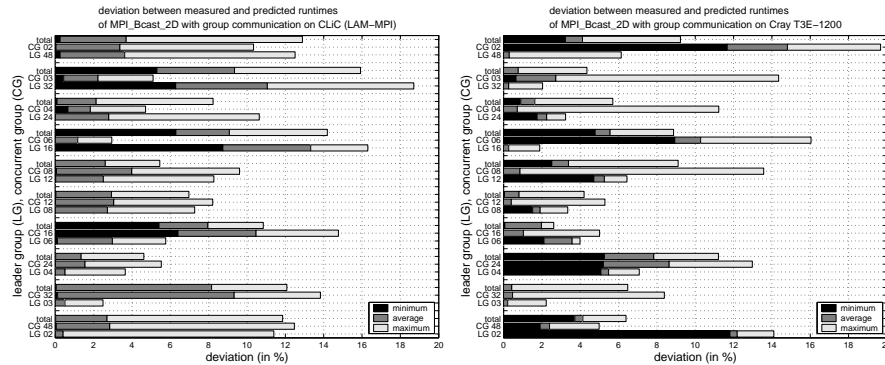 deviation between measured and predicted runtimes
of MPI_Bcast_2D with group communication on CLiC (LAM-MPI)
leader group (LG), concurrent group (CG)
total
CG 02
LG 48
total
CG 03
LG 32
total
CG 04
LG 24
total
CG 06
LG 16
total
CG 08
LG 12
total
CG 12
LG 08
total
CG 16
LG 06
total
CG 24
LG 04
total
CG 32
LG 03
total
CG 48
LG 02
minimum
average
maximum
0 2 4 6 8 10 12 14 16 18 20
deviation (in %)
deviation between measured and predicted runtimes
of MPI_Bcast_2D with group communication on Cray T3E-1200
leader group (LG), concurrent group (CG)
total
CG 02
LG 48
total
CG 03
LG 32
total
CG 04
LG 24
total
CG 06
LG 16
total
CG 08
LG 12
total
CG 12
LG 08
total
CG 16
LG 06
total
CG 24
LG 04
total
CG 32
LG 03
total
CG 48
LG 02
minimum
average
maximum
0 2 4 6 8 10 12 14 16 18 20
deviation (in %)